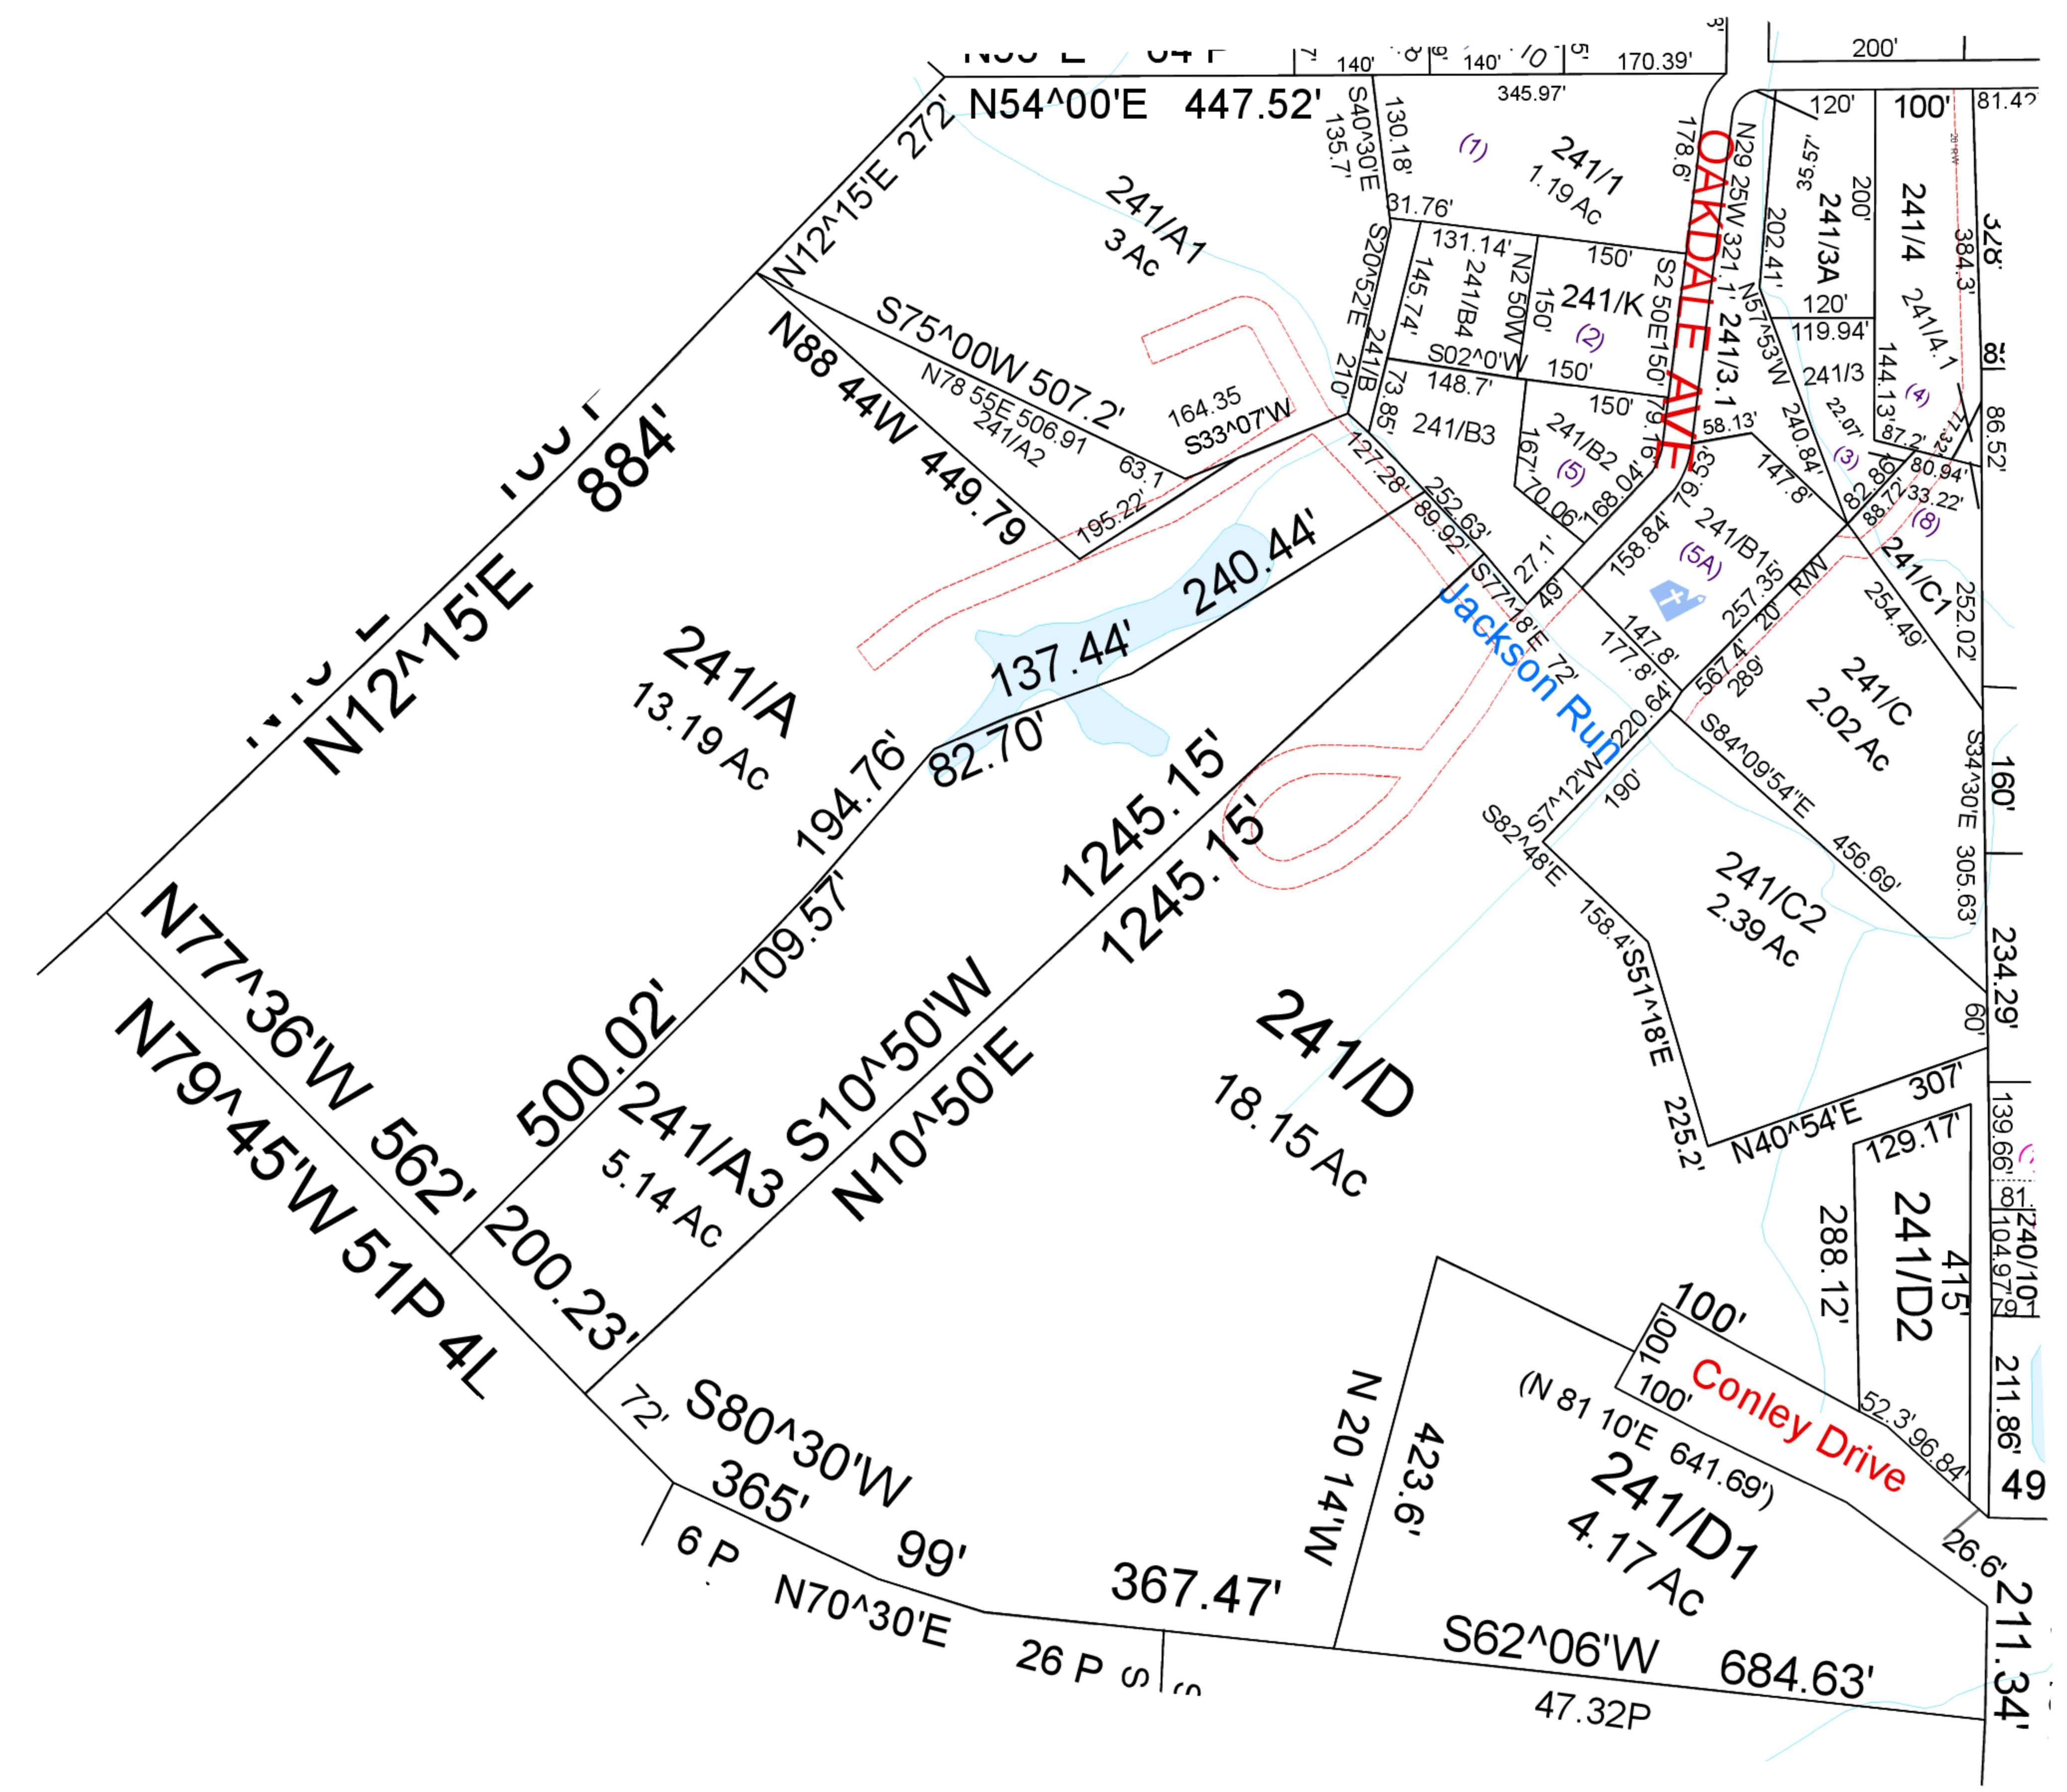 200'
140'
140'
170.39'
N54^00'E 447.52'
345.97'
120'
100'
81.42'
N12^15'E 272'
S40^30'E
135.7'
130.18'
(1)
241/1
1.19 Ac
178.6'
OAKDALE AVE
N29 25W 321.1'
241/3.1
35.57'
202.41'
241/3A
200'
241/4
20' RW
384.3'
328'
241/A1
3 Ac
31.76'
131.14'
150'
S20^52'E
210'
241/B
145.74'
241/B4
N2 50W
150'
241/K
(2)
S2 50E
150'
N57^53'W
240.84'
120'
119.94'
241/3
144.13'
241/4.1
(4)
S02^0'W
150'
148.7'
73.85'
241/B3
150'
79.16'
241/B2
(5)
167'
70.06'
168.04'
58.13'
147.8'
79.53'
22.07'
87.2'
(3)
86.52'
80.94'
82.86'
88.72'
33.22'
(8)
S75^00W 507.2'
N78 55E 506.91
241/A2
63.1
164.35
S33^07'W
N88 44W 449.79
195.22'
127.28'
252.63'
89.92'
27.1'
49'
158.84'
241/B1
(5A)
257.35'
20' RW
241/C1
254.49'
252.02'
884'
N12^15'E
240.44'
137.44'
82.70'
S77^18'E 72'
Jackson Run
147.8'
177.8'
567.4'
289'
220.64'
241/C
2.02 Ac
S84^09'54"E 456.69'
S34^30'E 305.63'
160'
241/A
13.19 Ac
194.76'
109.57'
1245.15'
1245.15'
S7^12'W
190'
S82^48'E
158.4'
241/C2
2.39 Ac
234.29'
60'
S51^18'E
225.2'
N40^54'E 307'
N77^36'W 562'
N79^45'W 51P 4L
500.02'
241/A3
5.14 Ac
S10^50'W
N10^50'E
200.23'
241/D
18.15 Ac
129.17'
288.12'
241/D2
415'
139.66'
81.
104.97'
240/10
79'
211.86'
49
72'
S80^30'W
365'
99'
6 P
N70^30'E
26 P
367.47'
N 20 14'W
423.6'
100'
100'
100'
Conley Drive
52.3'
96.84'
(N 81 10'E 641.69')
241/D1
4.17 Ac
26.6'
211.34'
S62^06'W 684.63'
47.32P